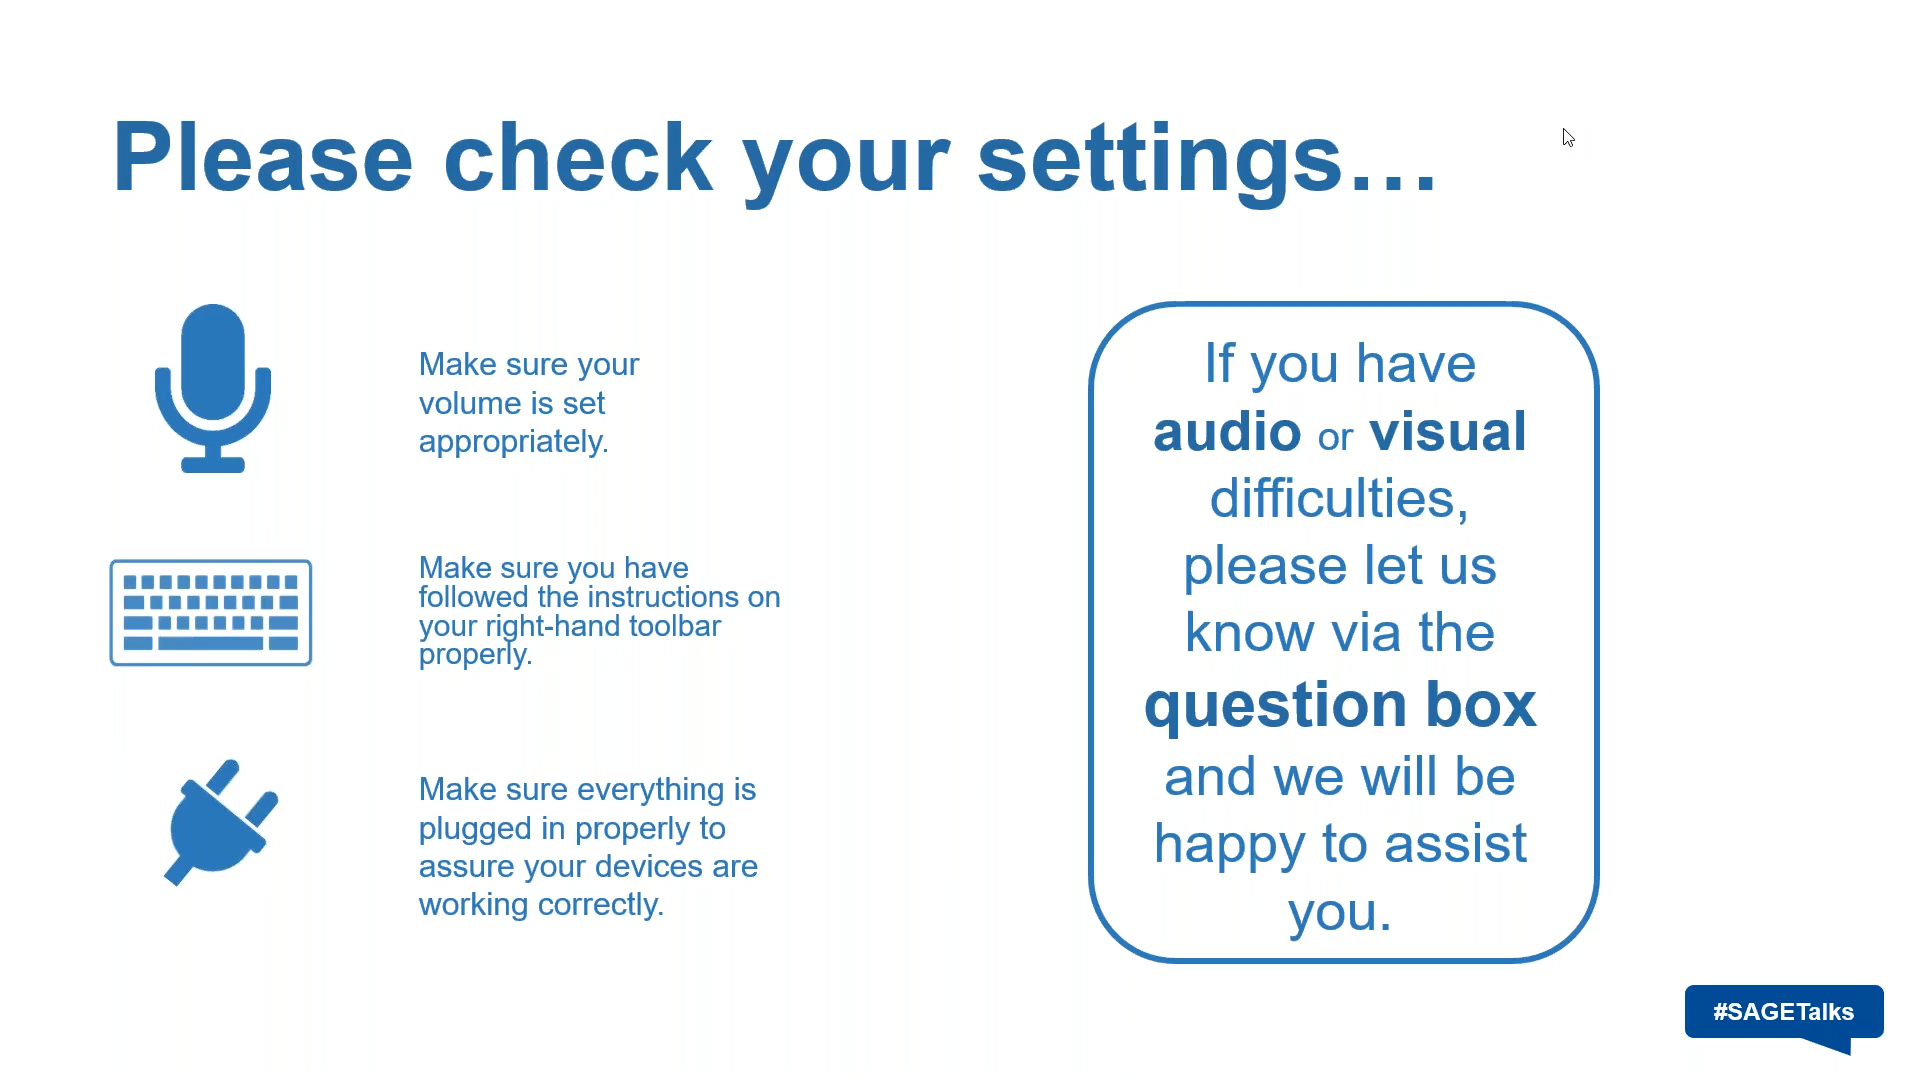 Please check your settings…
Make sure your
volume is set
appropriately.
Make sure you have
followed the instructions on
your right-hand toolbar
properly.
Make sure everything is
plugged in properly to
assure your devices are
working correctly.
If you have
audio or visual
difficulties,
please let us
know via the
question box
and we will be
happy to assist
you.
#SAGETalks